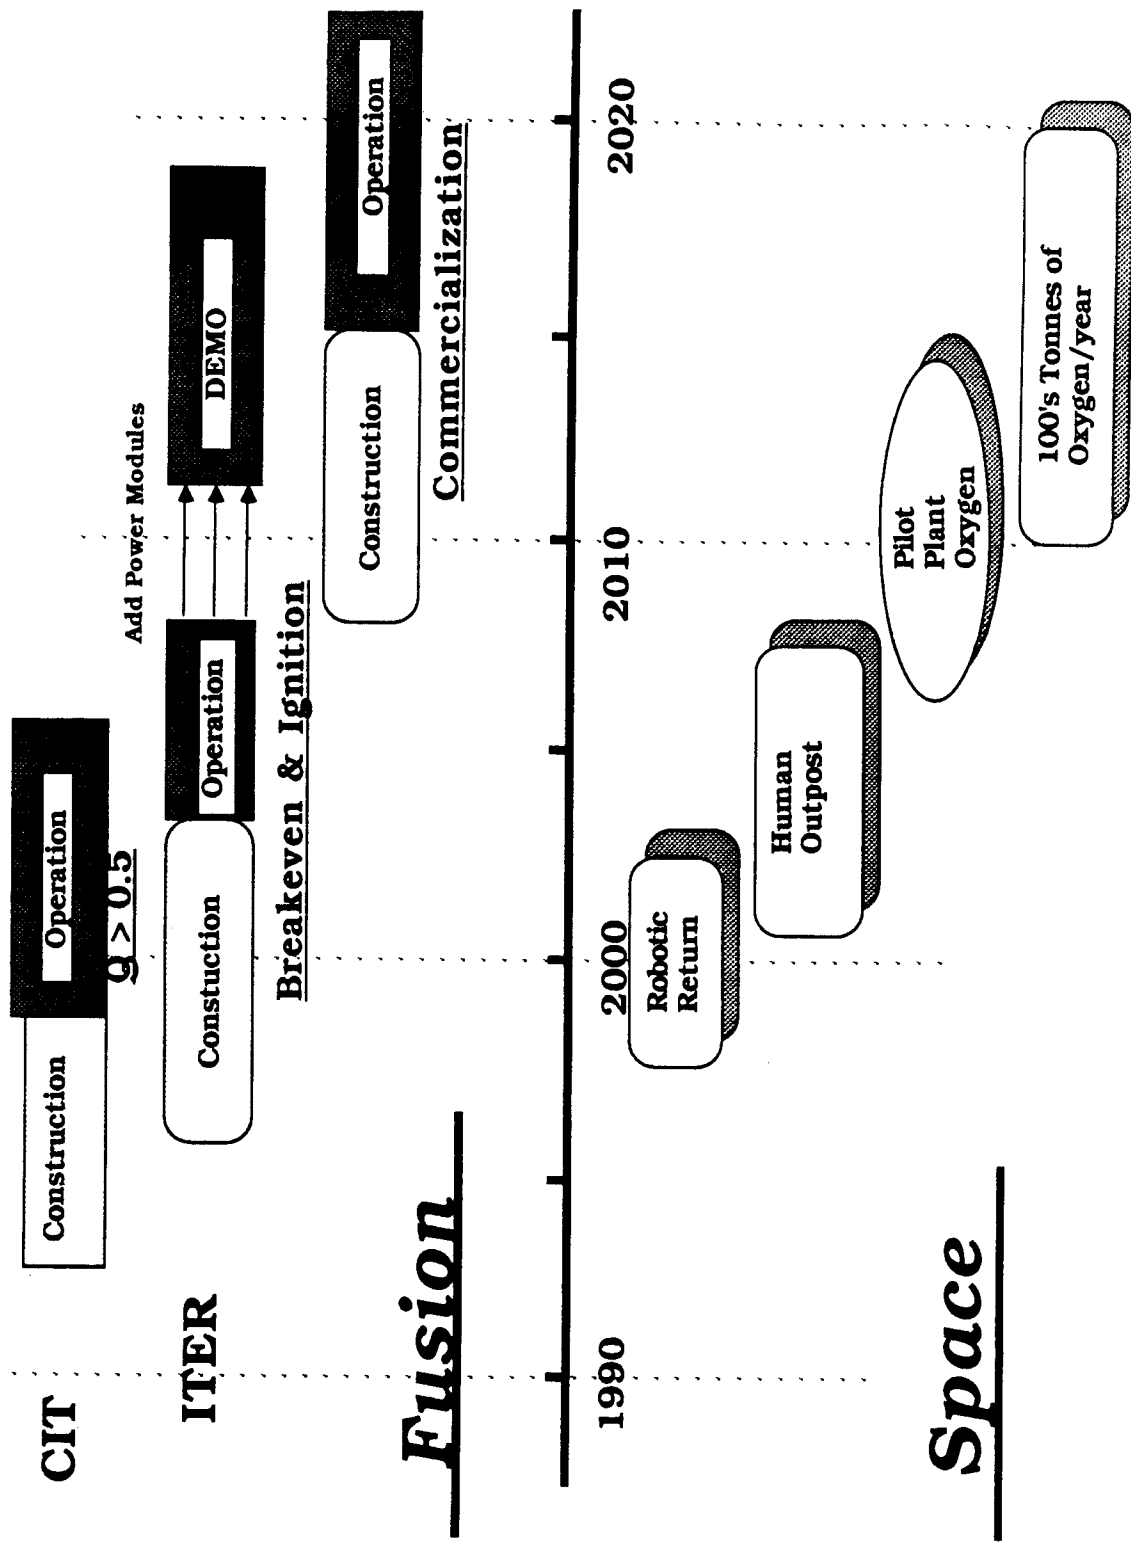 CIT
Construction
Operation
Q > 0.5
Add Power Modules
ITER
Constuction
Operation
DEMO
Breakeven & Ignition
Construction
Operation
Commercialization
Fusion
1990
2000
2010
2020
Robotic
Return
Human
Outpost
Pilot
Plant
Oxygen
100's Tonnes of
Oxygen/year
Space